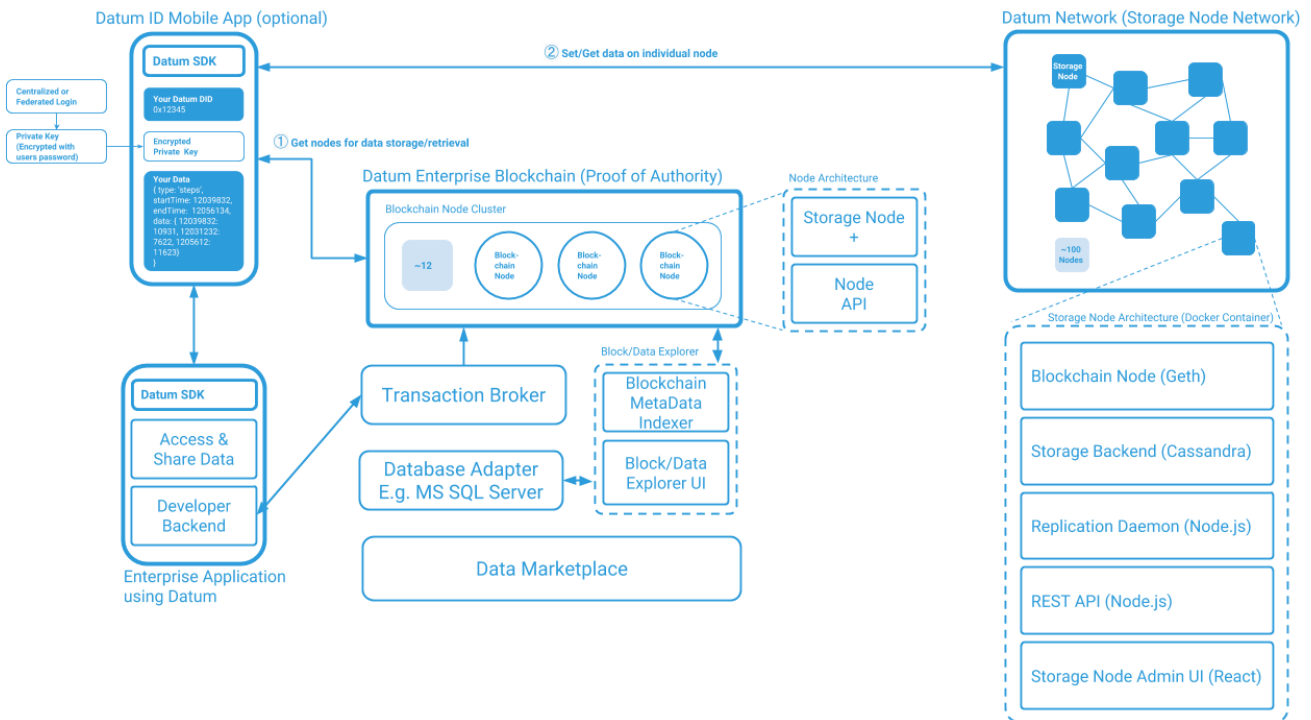 Datum ID Mobile App (optional)
Datum SDK
Your Datum DID
0x12345
Encrypted
Private Key
Your Data
{ type: 'steps',
startTime: 12039832,
endTime: 12056134,
data: { 12039832:
10931, 12031232:
7622, 1205612:
11623}
}
Centralized or
Federated Login
Private Key
(Encrypted with
users password)
② Set/Get data on individual node
① Get nodes for data storage/retrieval
Datum Enterprise Blockchain (Proof of Authority)
Blockchain Node Cluster
~12
Block-
chain
Node
Block-
chain
Node
Block-
chain
Node
Node Architecture
Storage Node
+
Node
API
Datum Network (Storage Node Network)
Storage
Node
~100
Nodes
Storage Node Architecture (Docker Container)
Blockchain Node (Geth)
Storage Backend (Cassandra)
Replication Daemon (Node.js)
REST API (Node.js)
Storage Node Admin UI (React)
Datum SDK
Access &
Share Data
Developer
Backend
Enterprise Application
using Datum
Transaction Broker
Database Adapter
E.g. MS SQL Server
Block/Data Explorer
Blockchain
MetaData
Indexer
Block/Data
Explorer UI
Data Marketplace